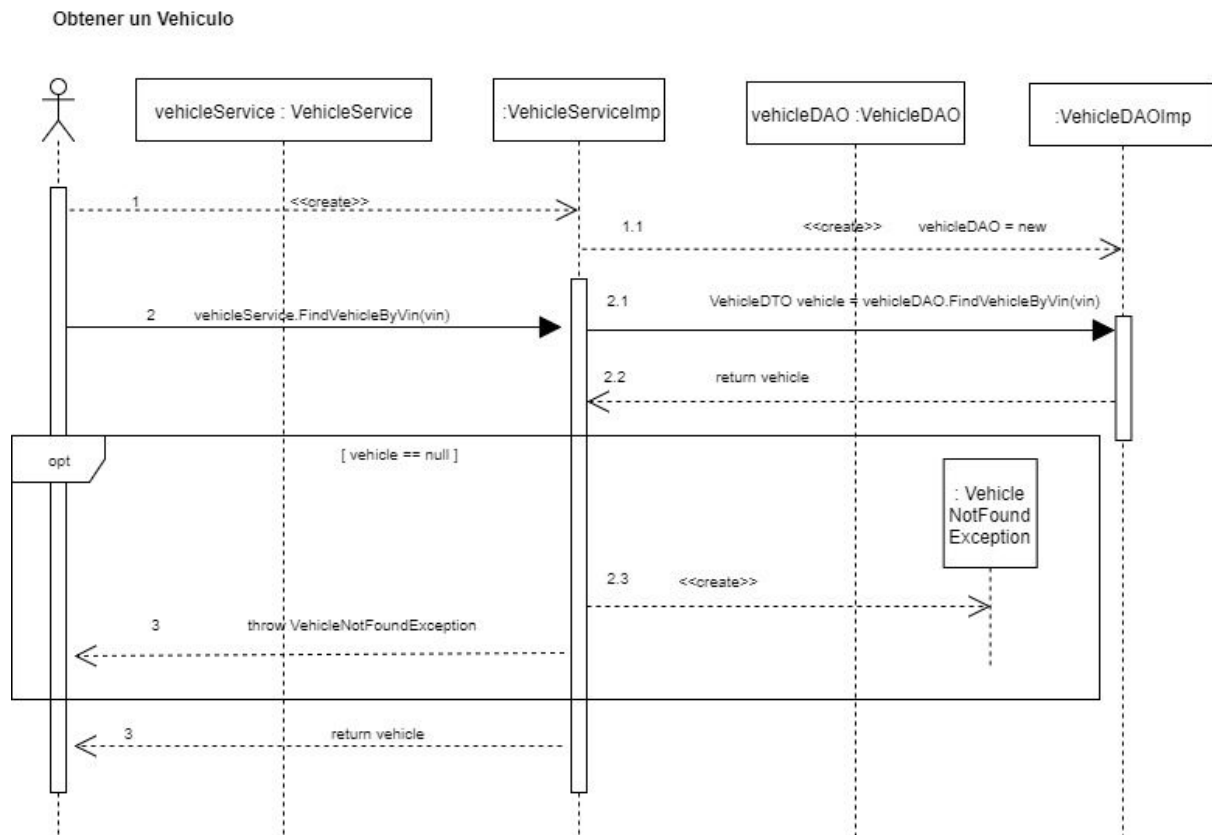 Obtener un Vehiculo
vehicleService : VehicleService
:VehicleServiceImp
vehicleDAO :VehicleDAO
:VehicleDAOImp
1
<<create>>
1.1
<<create>>
vehicleDAO = new
2.1
VehicleDTO vehicle = vehicleDAO.FindVehicleByVin(vin)
2
vehicleService.FindVehicleByVin(vin)
2.2
return vehicle
opt
[ vehicle == null ]
: Vehicle
NotFound
Exception
2.3
<<create>>
3
throw VehicleNotFoundException
3
return vehicle